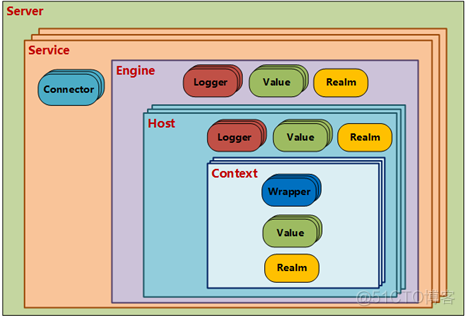 Server
Service
Connector
Engine
Logger
Value
Realm
Host
Logger
Value
Realm
Context
Wrapper
Value
Realm
@51CTO博客